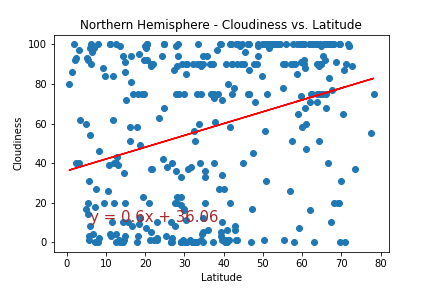 Northern Hemisphere - Cloudiness vs. Latitude
100
80
60
40
20
0
Cloudiness
y = 0.6x + 36.06
0 10 20 30 40 50 60 70 80
Latitude